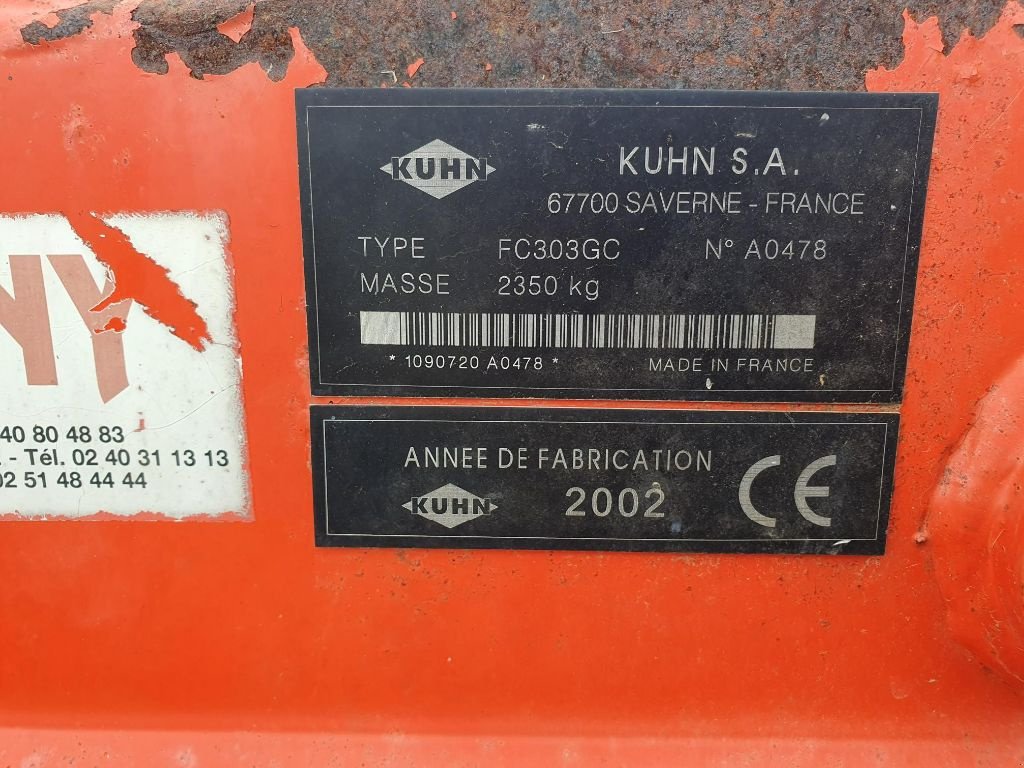 KUHN
KUHN S.A.
67700 SAVERNE - FRANCE
TYPE FC303GC N° A0478
MASSE 2350 kg
* 1090720 A0478 *
MADE IN FRANCE
ANNEE DE FABRICATION
KUHN
2002
CE
40 80 48 83
- Tél. 02 40 31 13 13
02 51 48 44 44